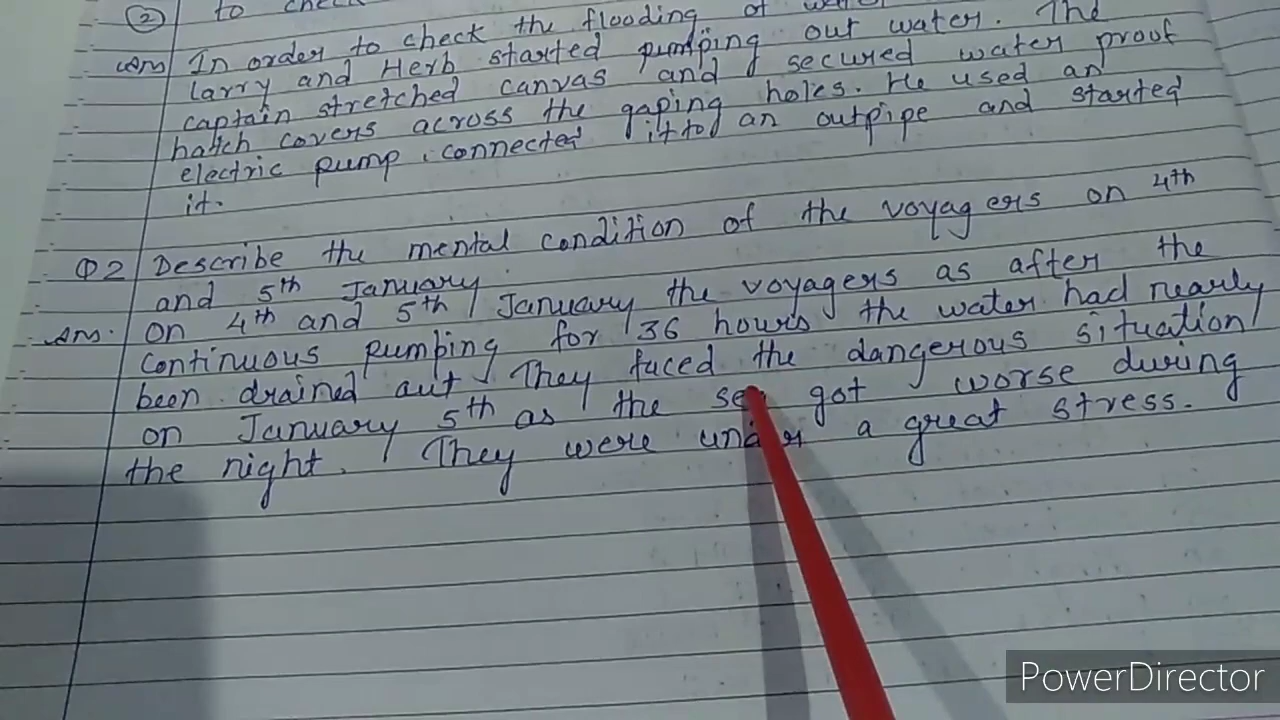 ② to check
Ans In order to check the flooding of water
Larry and Herb started pumping out water. The
captain stretched canvas and secured water proof
hatch covers across the gaping holes. He used an
electric pump, connected it to an outpipe and started
it.
Q2 Describe the mental condition of the voyagers on 4th
and 5th January
Ans. On 4th and 5th January the voyagers as after the
continuous pumping for 36 hours the water had nearly
been drained out. They faced the dangerous situation
on January 5th as the sea got worse during
the night. They were under a great stress.
PowerDirector